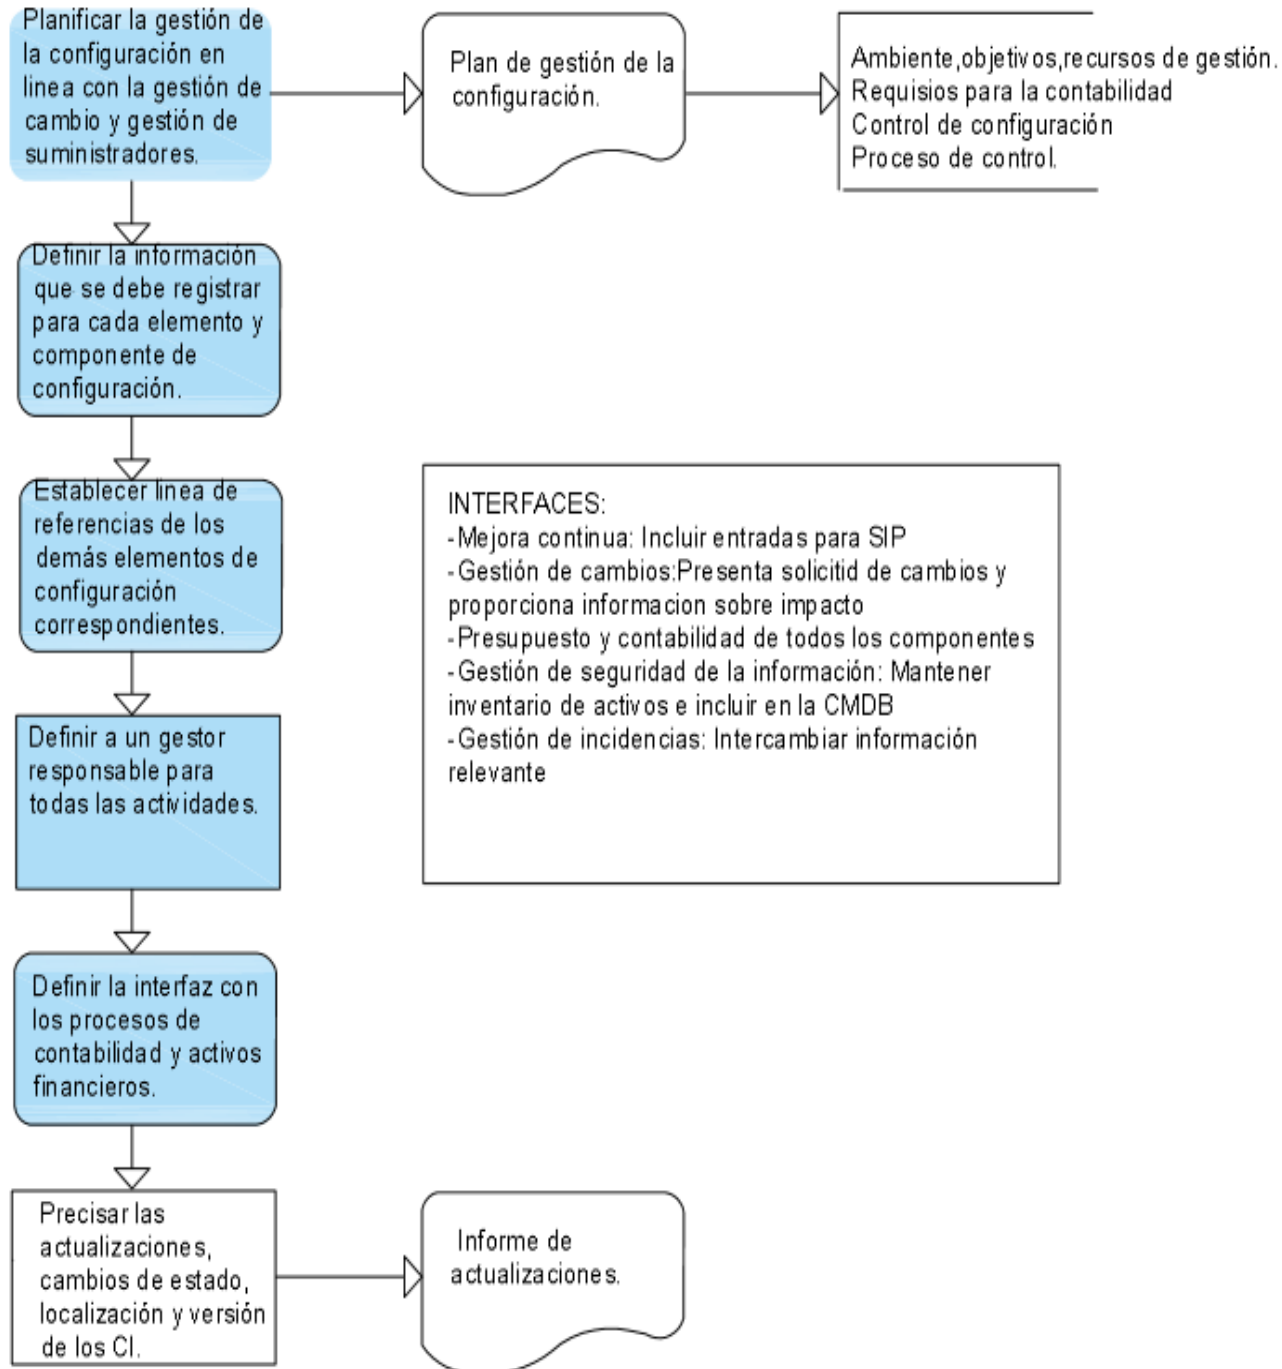 Planificar la gestión de
la configuración en
linea con la gestión de
cambio y gestión de
suministradores.
Plan de gestión de la
configuración.
Ambiente,objetivos,recursos de gestión.
Requisios para la contabilidad
Control de configuración
Proceso de control.
Definir la información
que se debe registrar
para cada elemento y
componente de
configuración.
Establecer linea de
referencias de los
demás elementos de
configuración
correspondientes.
INTERFACES:
-Mejora continua: Incluir entradas para SIP
-Gestión de cambios:Presenta solicitid de cambios y
proporciona informacion sobre impacto
-Presupuesto y contabilidad de todos los componentes
-Gestión de seguridad de la información: Mantener
inventario de activos e incluir en la CMDB
-Gestión de incidencias: Intercambiar información
relevante
Definir a un gestor
responsable para
todas las actividades.
Definir la interfaz con
los procesos de
contabilidad y activos
financieros.
Precisar las
actualizaciones,
cambios de estado,
localización y versión
de los CI.
Informe de
actualizaciones.